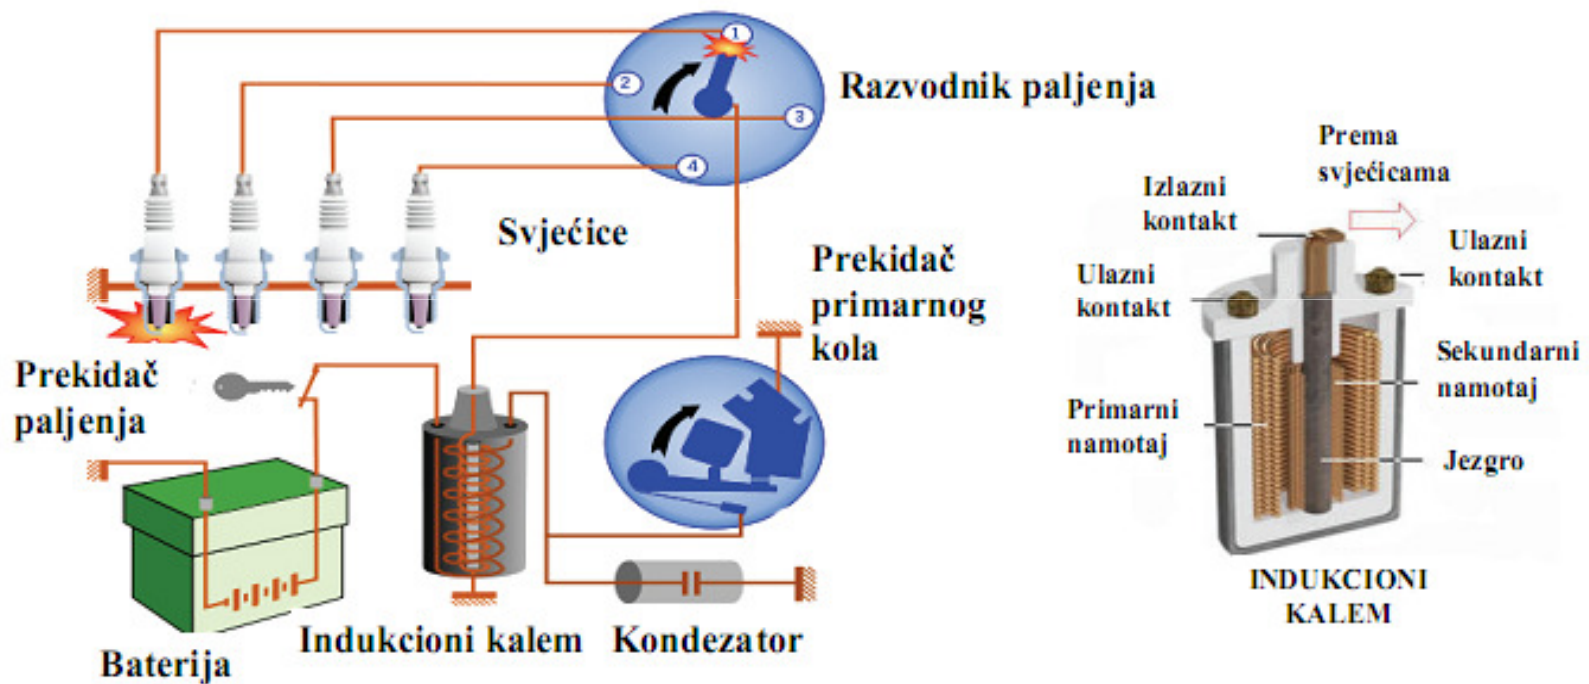 1
2
3
4
Razvodnik paljenja
Svjećice
Prekidač
primarnog
kola
Prekidač
paljenja
Baterija
Indukcioni kalem
Kondezator
Prema
svjećicama
Izlazni
kontakt
Ulazni
kontakt
Ulazni
kontakt
Sekundarni
namotaj
Primarni
namotaj
Jezgro
INDUKCIONI
KALEM